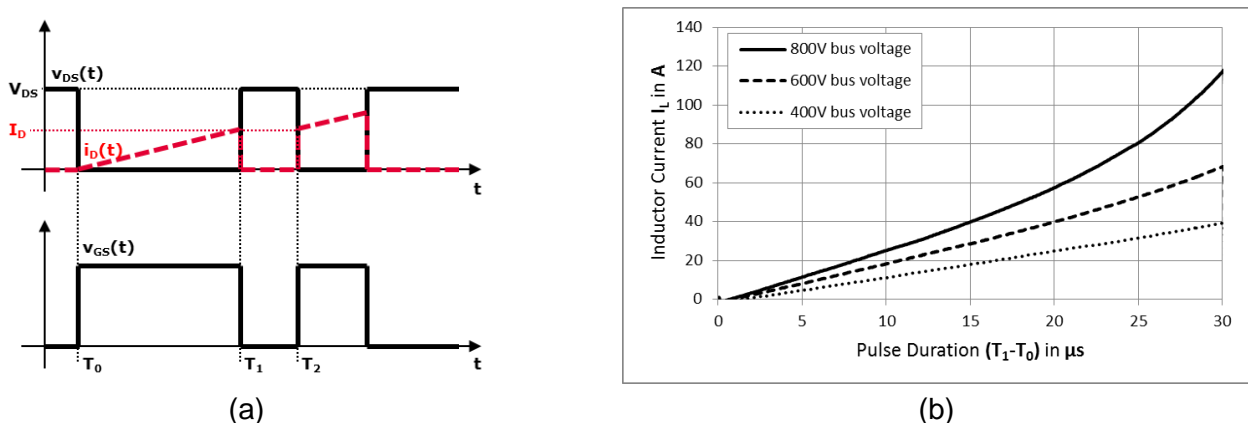 v_DS(t)
V_DS
I_D
i_D(t)
t
v_GS(t)
T_0
T_1
T_2
t
(a)
140
120
100
80
60
40
20
0
Inductor Current I_L in A
800V bus voltage
600V bus voltage
400V bus voltage
0 5 10 15 20 25 30
Pulse Duration (T_1-T_0) in µs
(b)